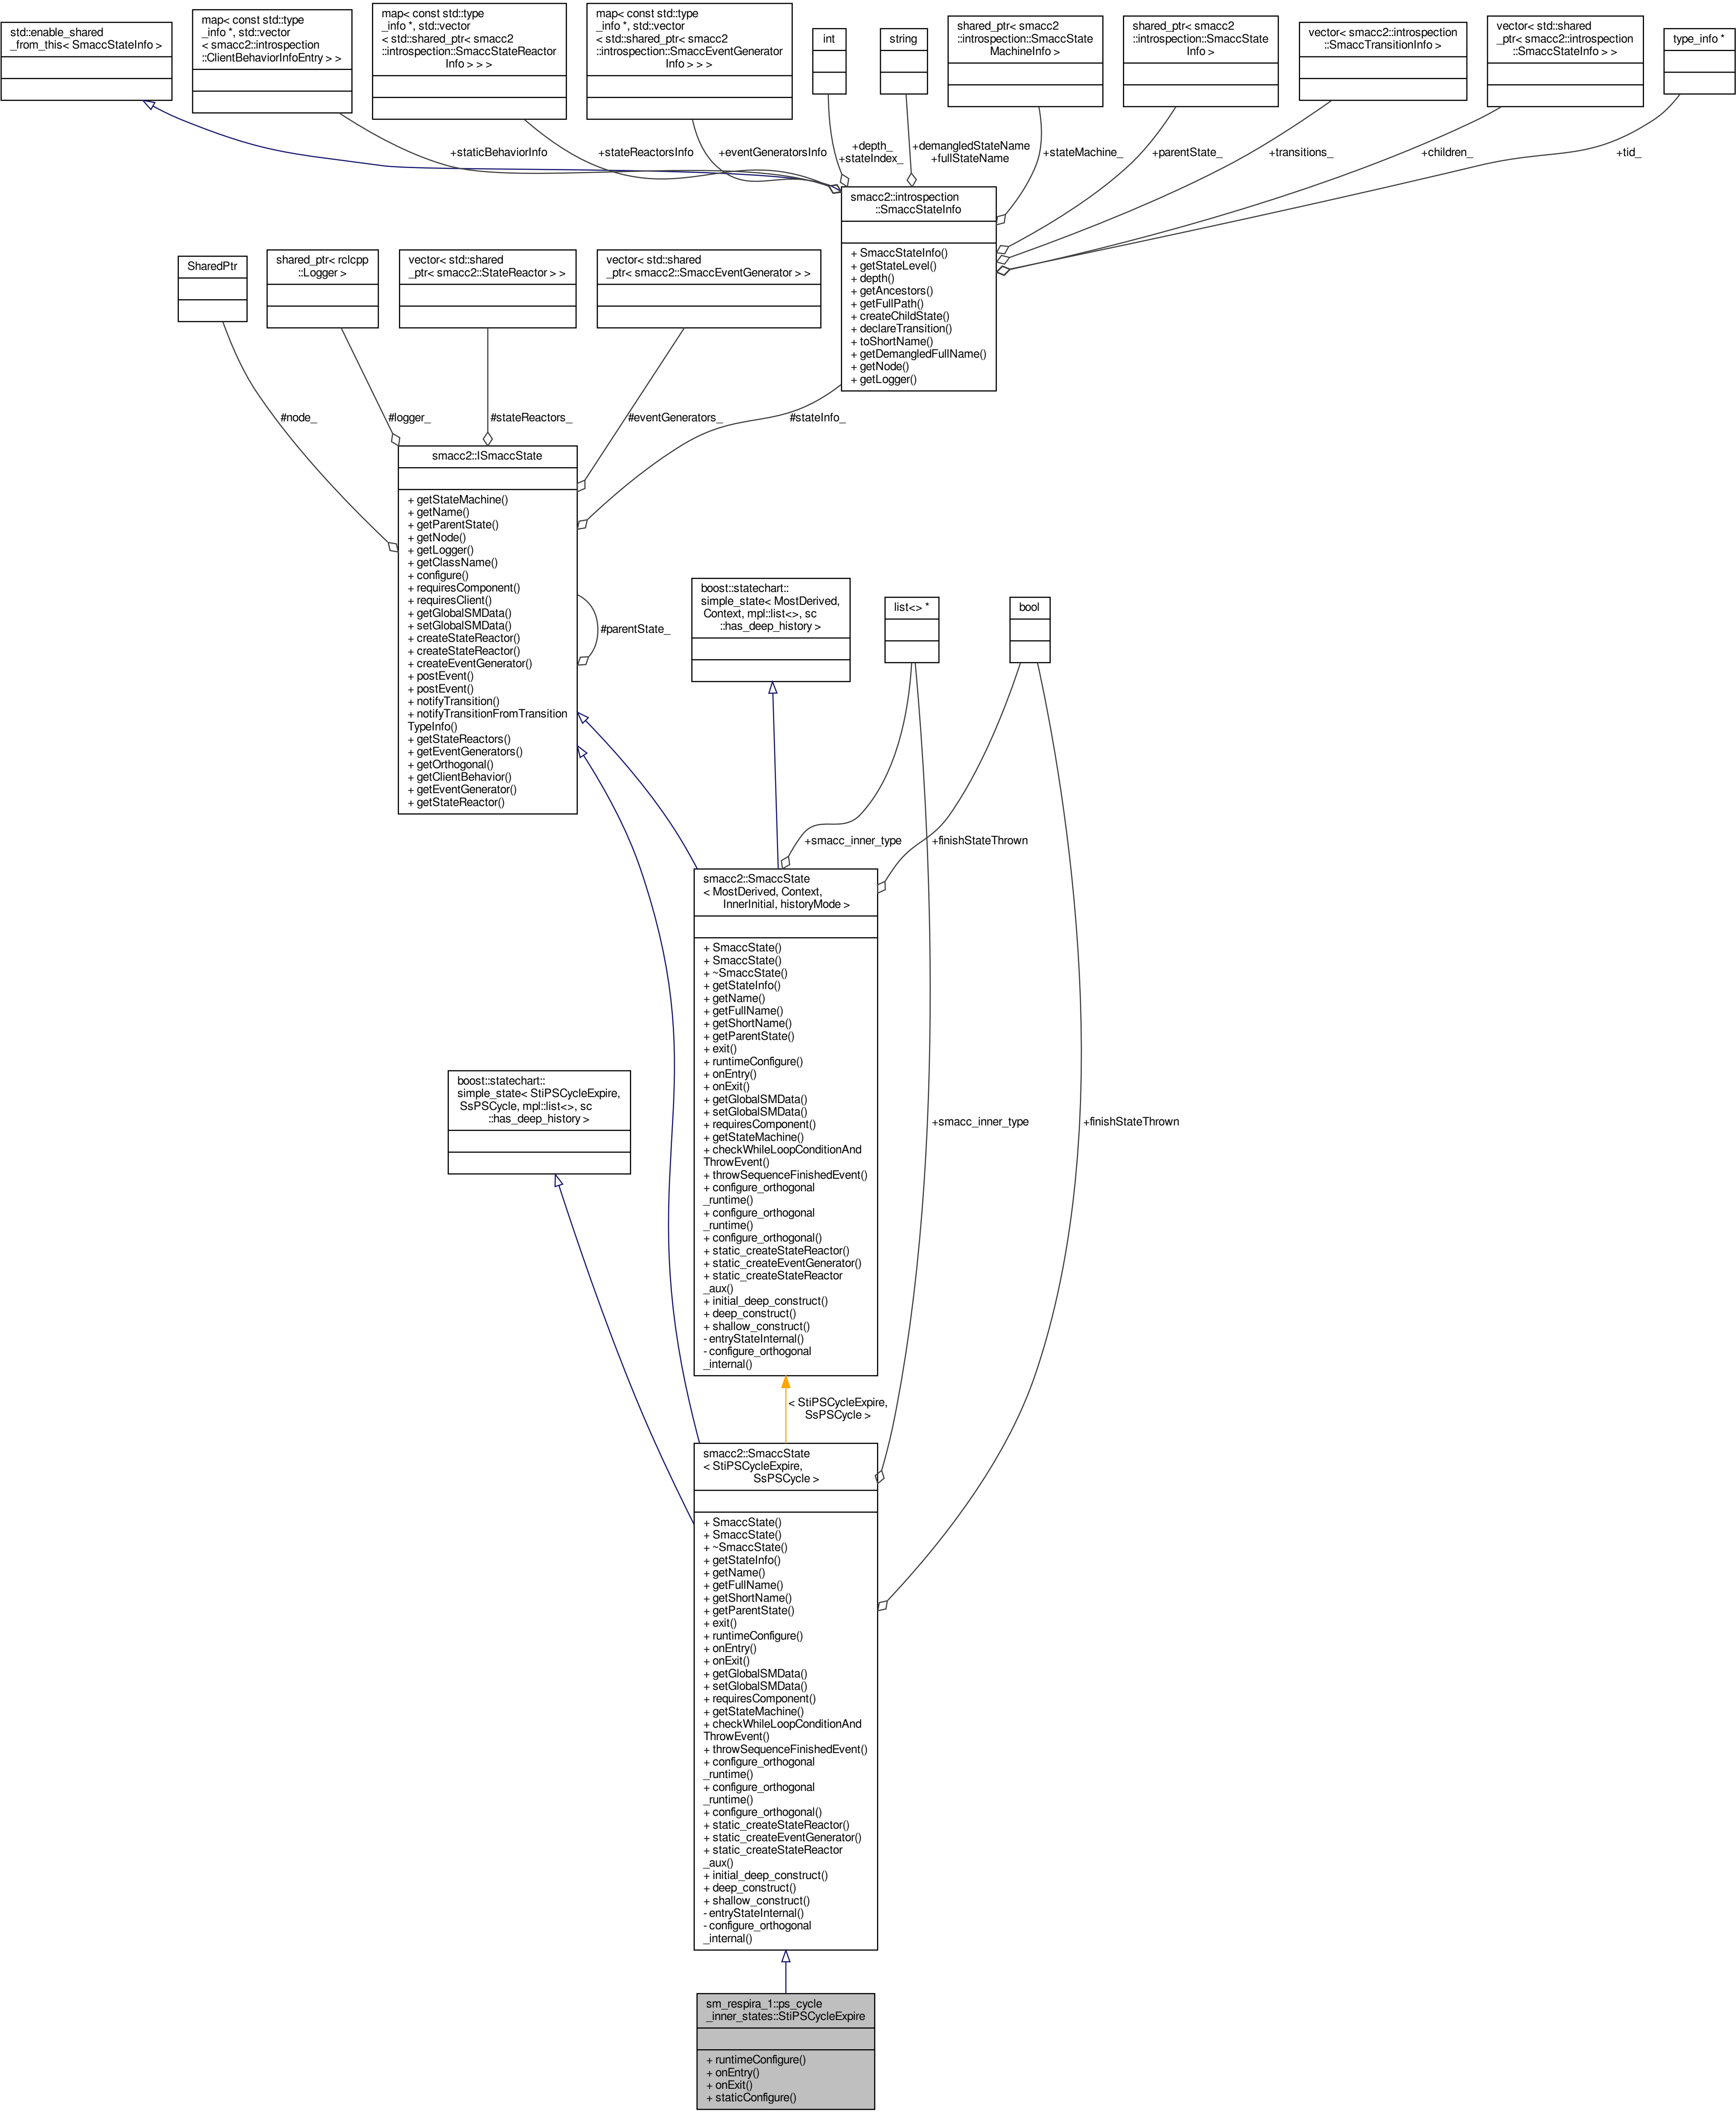 std::enable_shared
_from_this< SmaccStateInfo >
map< const std::type
_info *, std::vector
< smacc2::introspection
::ClientBehaviorInfoEntry > >
map< const std::type
_info *, std::vector
< std::shared_ptr< smacc2
::introspection::SmaccStateReactor
Info > > >
map< const std::type
_info *, std::vector
< std::shared_ptr< smacc2
::introspection::SmaccEventGenerator
Info > > >
int
string
shared_ptr< smacc2
::introspection::SmaccState
MachineInfo >
shared_ptr< smacc2
::introspection::SmaccState
Info >
vector< smacc2::introspection
::SmaccTransitionInfo >
vector< std::shared
_ptr< smacc2::introspection
::SmaccStateInfo > >
type_info *
+staticBehaviorInfo
+stateReactorsInfo
+eventGeneratorsInfo
+depth_
+stateIndex_
+demangledStateName
+fullStateName
+stateMachine_
+parentState_
+transitions_
+children_
+tid_
smacc2::introspection
::SmaccStateInfo
+ SmaccStateInfo()
+ getStateLevel()
+ depth()
+ getAncestors()
+ getFullPath()
+ createChildState()
+ declareTransition()
+ toShortName()
+ getDemangledFullName()
+ getNode()
+ getLogger()
SharedPtr
shared_ptr< rclcpp
::Logger >
vector< std::shared
_ptr< smacc2::StateReactor > >
vector< std::shared
_ptr< smacc2::SmaccEventGenerator > >
#node_
#logger_
#stateReactors_
#eventGenerators_
#stateInfo_
smacc2::ISmaccState
+ getStateMachine()
+ getName()
+ getParentState()
+ getNode()
+ getLogger()
+ getClassName()
+ configure()
+ requiresComponent()
+ requiresClient()
+ getGlobalSMData()
+ setGlobalSMData()
+ createStateReactor()
+ createStateReactor()
+ createEventGenerator()
+ postEvent()
+ postEvent()
+ notifyTransition()
+ notifyTransitionFromTransition
TypeInfo()
+ getStateReactors()
+ getEventGenerators()
+ getOrthogonal()
+ getClientBehavior()
+ getEventGenerator()
+ getStateReactor()
#parentState_
boost::statechart::
simple_state< MostDerived,
Context, mpl::list<>, sc
::has_deep_history >
list<> *
bool
+smacc_inner_type
+finishStateThrown
smacc2::SmaccState
< MostDerived, Context,
InnerInitial, historyMode >
+ SmaccState()
+ SmaccState()
+ ~SmaccState()
+ getStateInfo()
+ getName()
+ getFullName()
+ getShortName()
+ getParentState()
+ exit()
+ runtimeConfigure()
+ onEntry()
+ onExit()
+ getGlobalSMData()
+ setGlobalSMData()
+ requiresComponent()
+ getStateMachine()
+ checkWhileLoopConditionAnd
ThrowEvent()
+ throwSequenceFinishedEvent()
+ configure_orthogonal
_runtime()
+ configure_orthogonal
_runtime()
+ configure_orthogonal()
+ static_createStateReactor()
+ static_createEventGenerator()
+ static_createStateReactor
_aux()
+ initial_deep_construct()
+ deep_construct()
+ shallow_construct()
- entryStateInternal()
- configure_orthogonal
_internal()
boost::statechart::
simple_state< StiPSCycleExpire,
SsPSCycle, mpl::list<>, sc
::has_deep_history >
+smacc_inner_type
+finishStateThrown
< StiPSCycleExpire,
SsPSCycle >
smacc2::SmaccState
< StiPSCycleExpire,
SsPSCycle >
+ SmaccState()
+ SmaccState()
+ ~SmaccState()
+ getStateInfo()
+ getName()
+ getFullName()
+ getShortName()
+ getParentState()
+ exit()
+ runtimeConfigure()
+ onEntry()
+ onExit()
+ getGlobalSMData()
+ setGlobalSMData()
+ requiresComponent()
+ getStateMachine()
+ checkWhileLoopConditionAnd
ThrowEvent()
+ throwSequenceFinishedEvent()
+ configure_orthogonal
_runtime()
+ configure_orthogonal
_runtime()
+ configure_orthogonal()
+ static_createStateReactor()
+ static_createEventGenerator()
+ static_createStateReactor
_aux()
+ initial_deep_construct()
+ deep_construct()
+ shallow_construct()
- entryStateInternal()
- configure_orthogonal
_internal()
sm_respira_1::ps_cycle
_inner_states::StiPSCycleExpire
+ runtimeConfigure()
+ onEntry()
+ onExit()
+ staticConfigure()